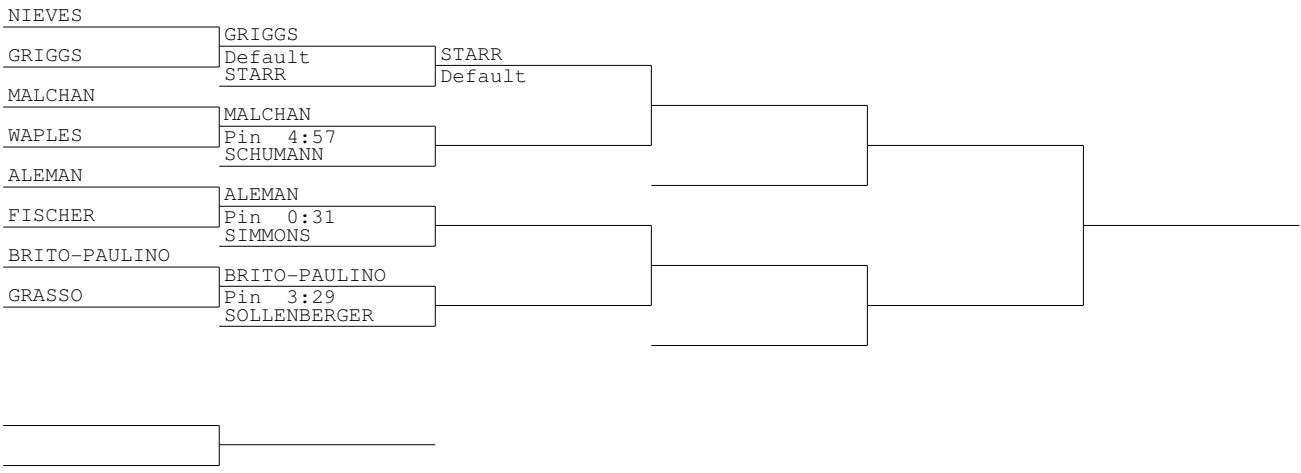 NIEVES
GRIGGS
GRIGGS
Default
STARR
STARR
Default
MALCHAN
WAPLES
MALCHAN
Pin 4:57
SCHUMANN
ALEMAN
FISCHER
ALEMAN
Pin 0:31
SIMMONS
BRITO-PAULINO
GRASSO
BRITO-PAULINO
Pin 3:29
SOLLENBERGER